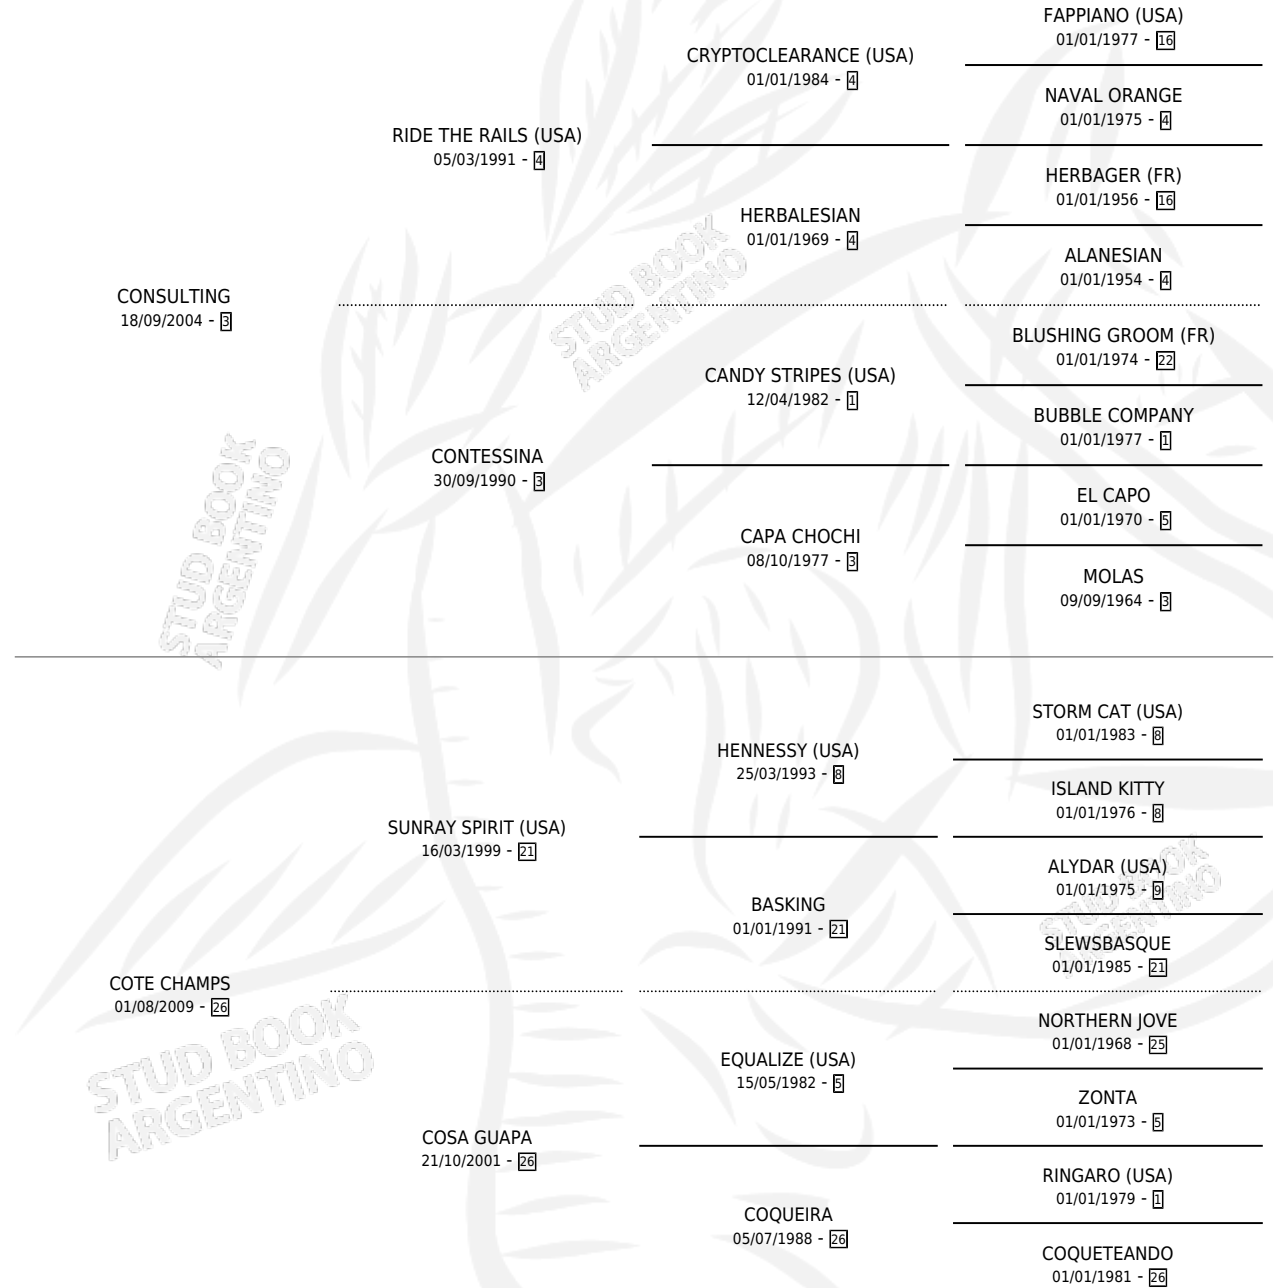 FAPPIANO (USA)
01/01/1977 - 16
CRYPTOCLEARANCE (USA)
01/01/1984 - 4
NAVAL ORANGE
01/01/1975 - 4
RIDE THE RAILS (USA)
05/03/1991 - 4
HERBAGER (FR)
01/01/1956 - 16
HERBALESIAN
01/01/1969 - 4
ALANESIAN
01/01/1954 - 4
CONSULTING
18/09/2004 - 3
BLUSHING GROOM (FR)
01/01/1974 - 22
CANDY STRIPES (USA)
12/04/1982 - 1
BUBBLE COMPANY
01/01/1977 - 1
CONTESSINA
30/09/1990 - 3
EL CAPO
01/01/1970 - 5
CAPA CHOCHI
08/10/1977 - 3
MOLAS
09/09/1964 - 3
STORM CAT (USA)
01/01/1983 - 8
HENNESSY (USA)
25/03/1993 - 8
ISLAND KITTY
01/01/1976 - 8
SUNRAY SPIRIT (USA)
16/03/1999 - 21
ALYDAR (USA)
01/01/1975 - 9
BASKING
01/01/1991 - 21
SLEWSBASQUE
01/01/1985 - 21
COTE CHAMPS
01/08/2009 - 26
NORTHERN JOVE
01/01/1968 - 25
EQUALIZE (USA)
15/05/1982 - 5
ZONTA
01/01/1973 - 5
COSA GUAPA
21/10/2001 - 26
RINGARO (USA)
01/01/1979 - 1
COQUEIRA
05/07/1988 - 26
COQUETEANDO
01/01/1981 - 26
STUD BOOK
ARGENTINO
STUD BOOK
ARGENTINO
STUD BOOK
ARGENTINO
STUD BOOK
ARGENTINO